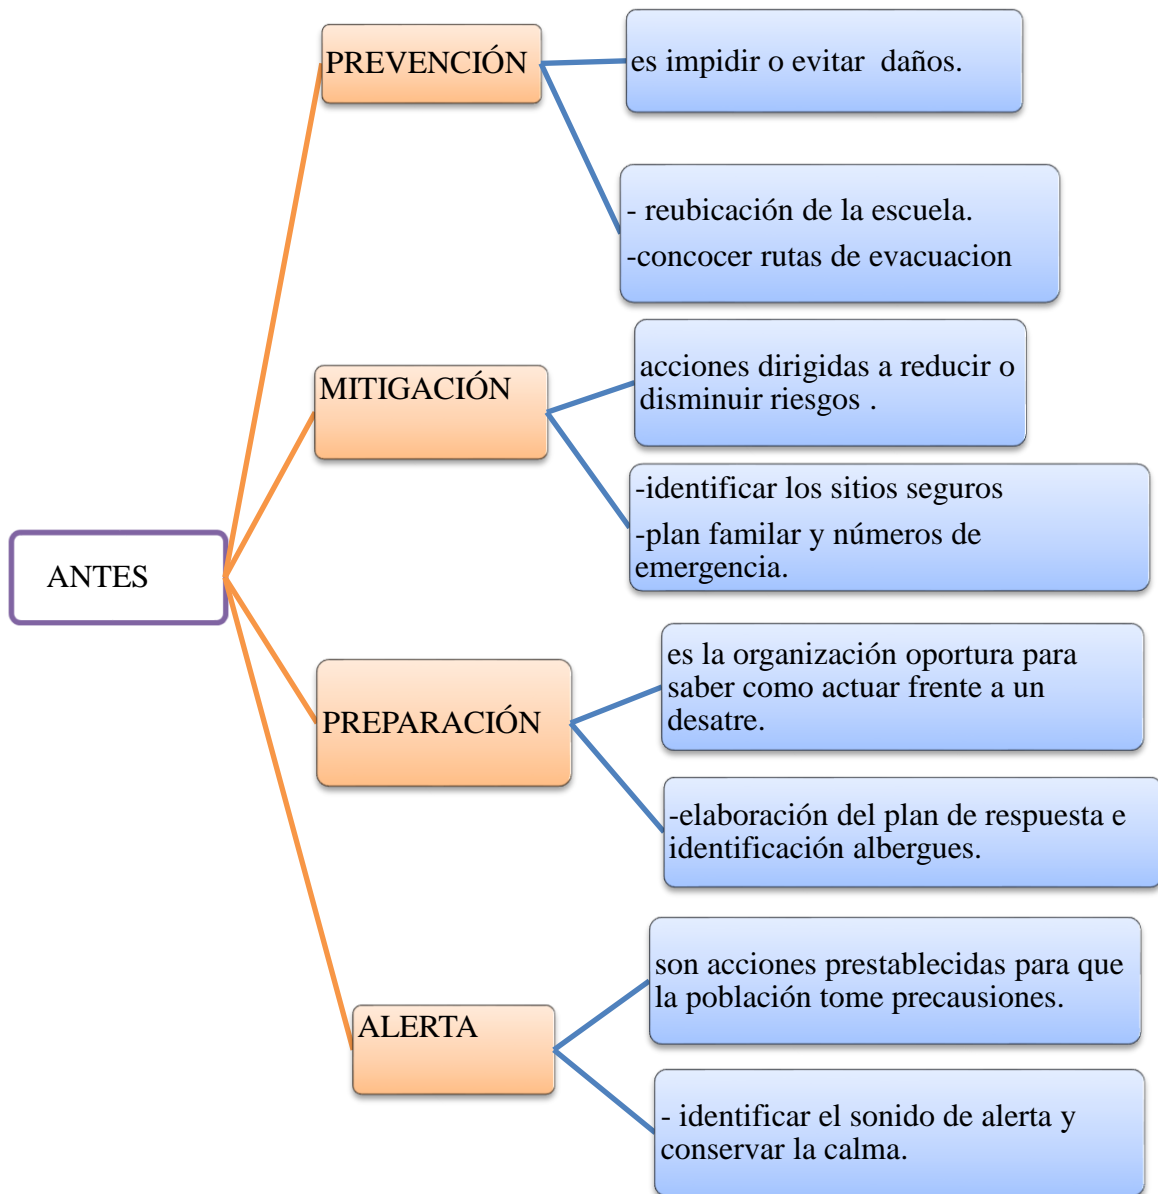 PREVENCIÓN
es impidir o evitar  daños.
- reubicación de la escuela.
-concocer rutas de evacuacion
MITIGACIÓN
acciones dirigidas a reducir o
disminuir riesgos .
-identificar los sitios seguros
-plan familar y números de
emergencia.
ANTES
PREPARACIÓN
es la organización oportura para
saber como actuar frente a un
desatre.
-elaboración del plan de respuesta e
identificación albergues.
ALERTA
son acciones prestablecidas para que
la población tome precausiones.
- identificar el sonido de alerta y
conservar la calma.